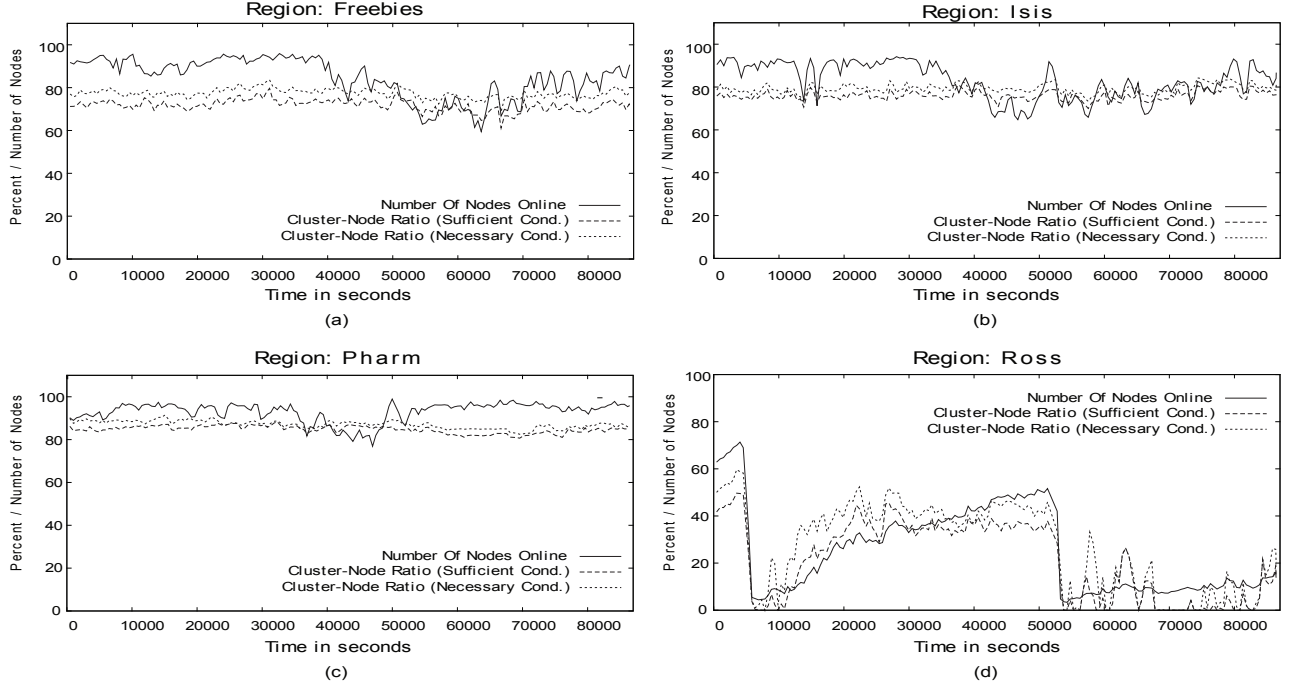 Region: Freebies
Percent / Number of Nodes
100
80
60
40
20
0
Number Of Nodes Online
Cluster-Node Ratio (Sufficient Cond.)
Cluster-Node Ratio (Necessary Cond.)
0 10000 20000 30000 40000 50000 60000 70000 80000
Time in seconds
(a)
Region: Isis
Percent / Number of Nodes
100
80
60
40
20
0
Number Of Nodes Online
Cluster-Node Ratio (Sufficient Cond.)
Cluster-Node Ratio (Necessary Cond.)
0 10000 20000 30000 40000 50000 60000 70000 80000
Time in seconds
(b)
Region: Pharm
Percent / Number of Nodes
100
80
60
40
20
0
Number Of Nodes Online
Cluster-Node Ratio (Sufficient Cond.)
Cluster-Node Ratio (Necessary Cond.)
0 10000 20000 30000 40000 50000 60000 70000 80000
Time in seconds
(c)
Region: Ross
Percent / Number of Nodes
100
80
60
40
20
0
Number Of Nodes Online
Cluster-Node Ratio (Sufficient Cond.)
Cluster-Node Ratio (Necessary Cond.)
0 10000 20000 30000 40000 50000 60000 70000 80000
Time in seconds
(d)